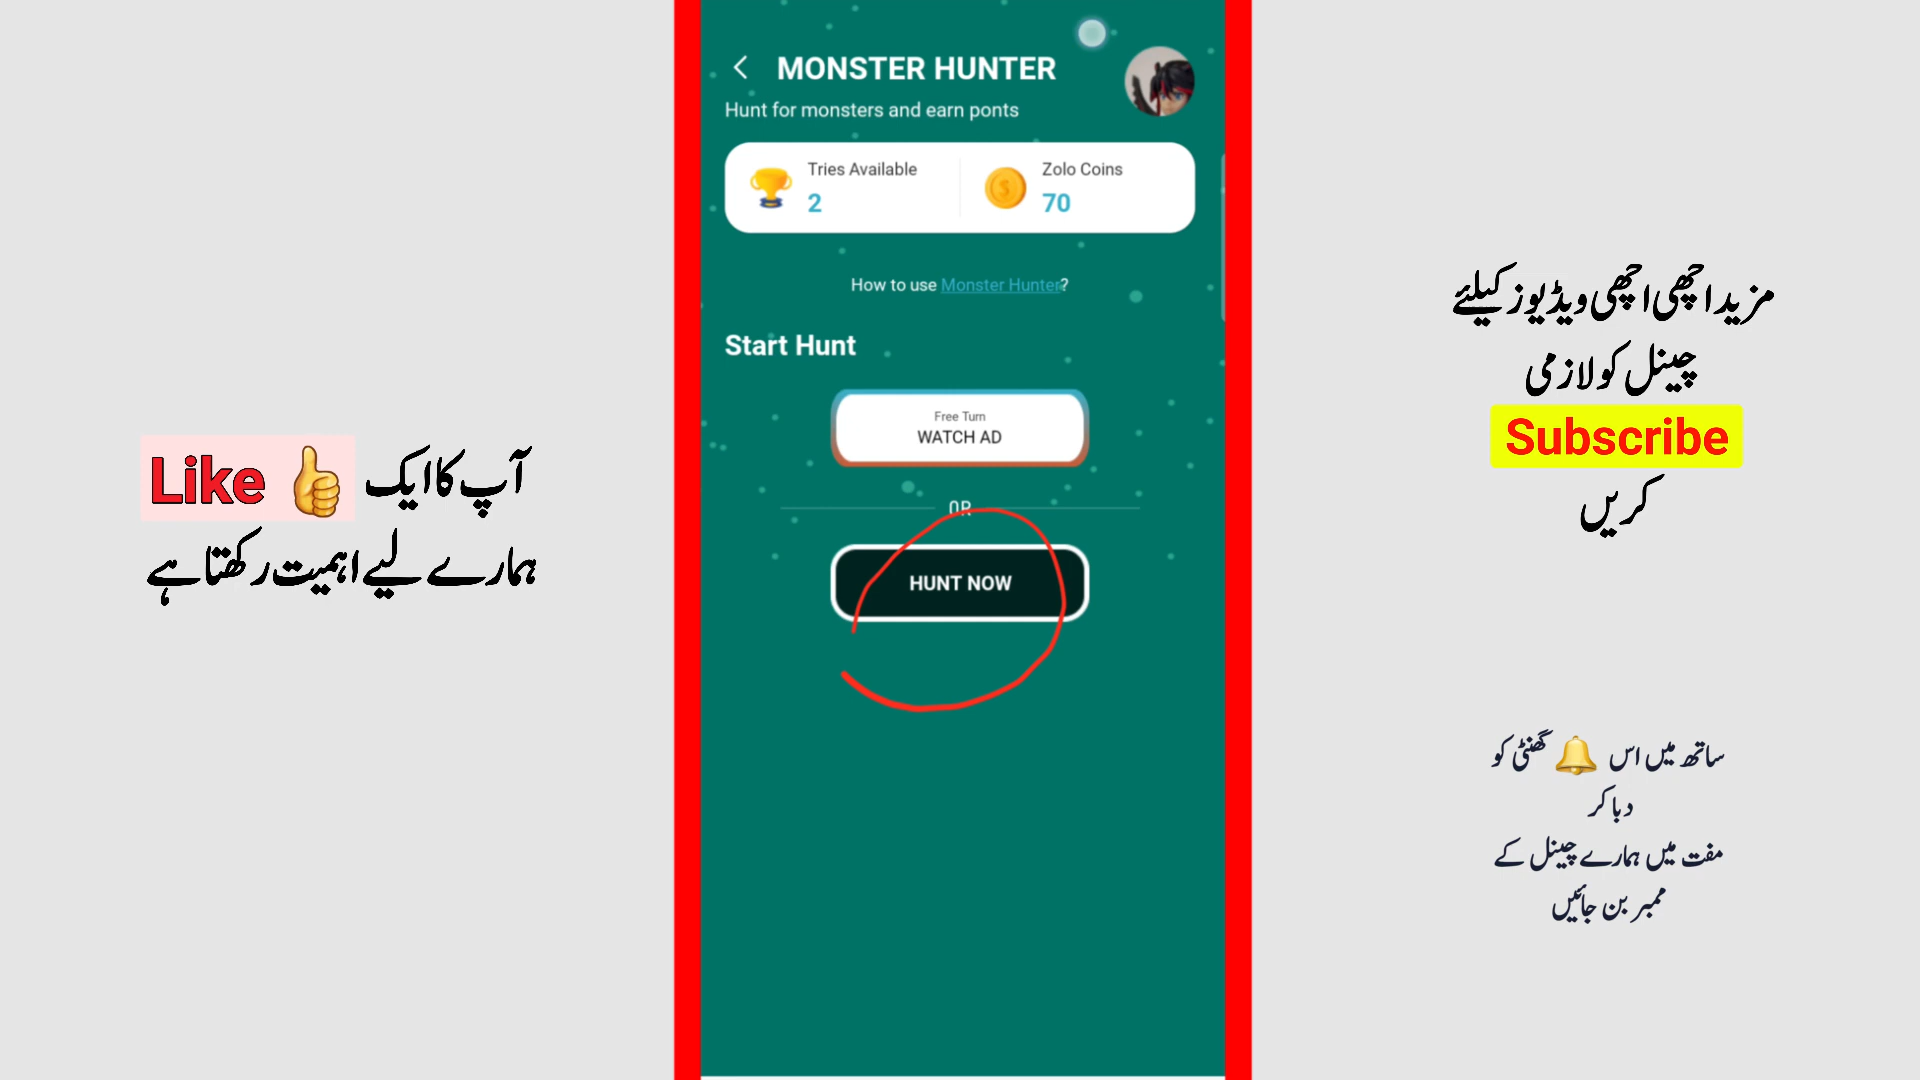 آپ کا ایک Like 👍
ہمارے لیے اہمیت رکھتا ہے
MONSTER HUNTER
Hunt for monsters and earn ponts
Tries Available
2
Zolo Coins
70
How to use Monster Hunter?
Start Hunt
Free Turn
WATCH AD
OR
HUNT NOW
مزید اچھی اچھی ویڈیوز کیلئے
چینل کو لازمی
Subscribe
کریں
ساتھ میں اس 🔔 گھنٹی کو
دبا کر
مفت میں ہمارے چینل کے
ممبر بن جائیں